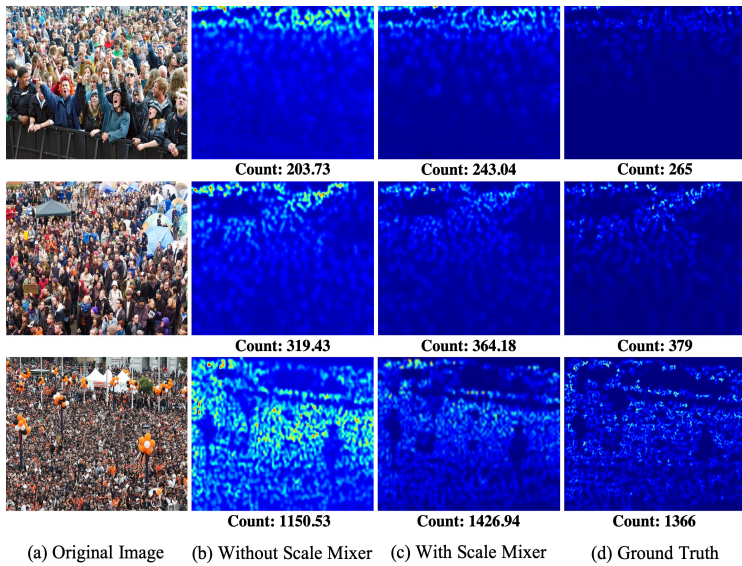 Count: 203.73
Count: 243.04
Count: 265
Count: 319.43
Count: 364.18
Count: 379
Count: 1150.53
Count: 1426.94
Count: 1366
(a) Original Image
(b) Without Scale Mixer
(c) With Scale Mixer
(d) Ground Truth